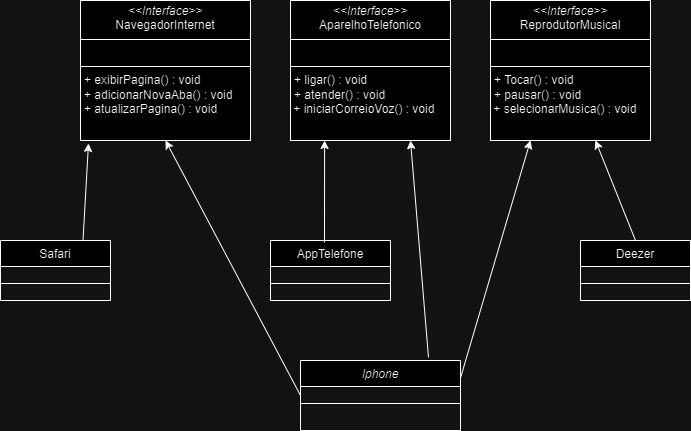 <<Interface>>
NavegadorInternet
+ exibirPagina() : void
+ adicionarNovaAba() : void
+ atualizarPagina() : void
<<Interface>>
AparelhoTelefonico
+ ligar() : void
+ atender() : void
+ iniciarCorreioVoz() : void
<<Interface>>
ReprodutorMusical
+ Tocar() : void
+ pausar() : void
+ selecionarMusica() : void
Safari
AppTelefone
Deezer
Iphone